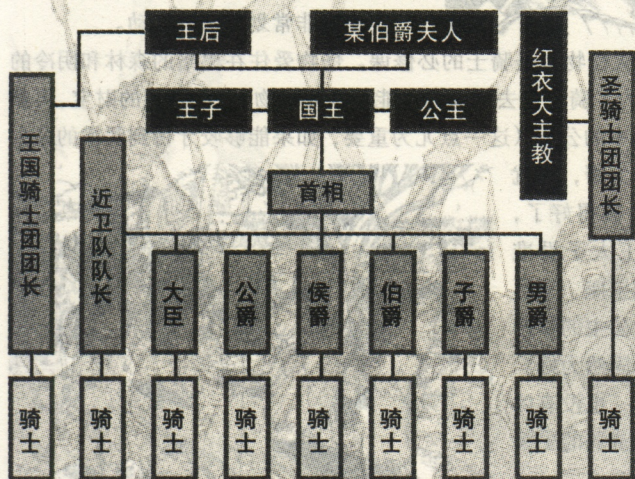 王后
某伯爵夫人
王子
国王
公主
红衣大主教
圣骑士团团长
王国骑士团团长
近卫队队长
首相
大臣
公爵
侯爵
伯爵
子爵
男爵
骑士
骑士
骑士
骑士
骑士
骑士
骑士
骑士
骑士